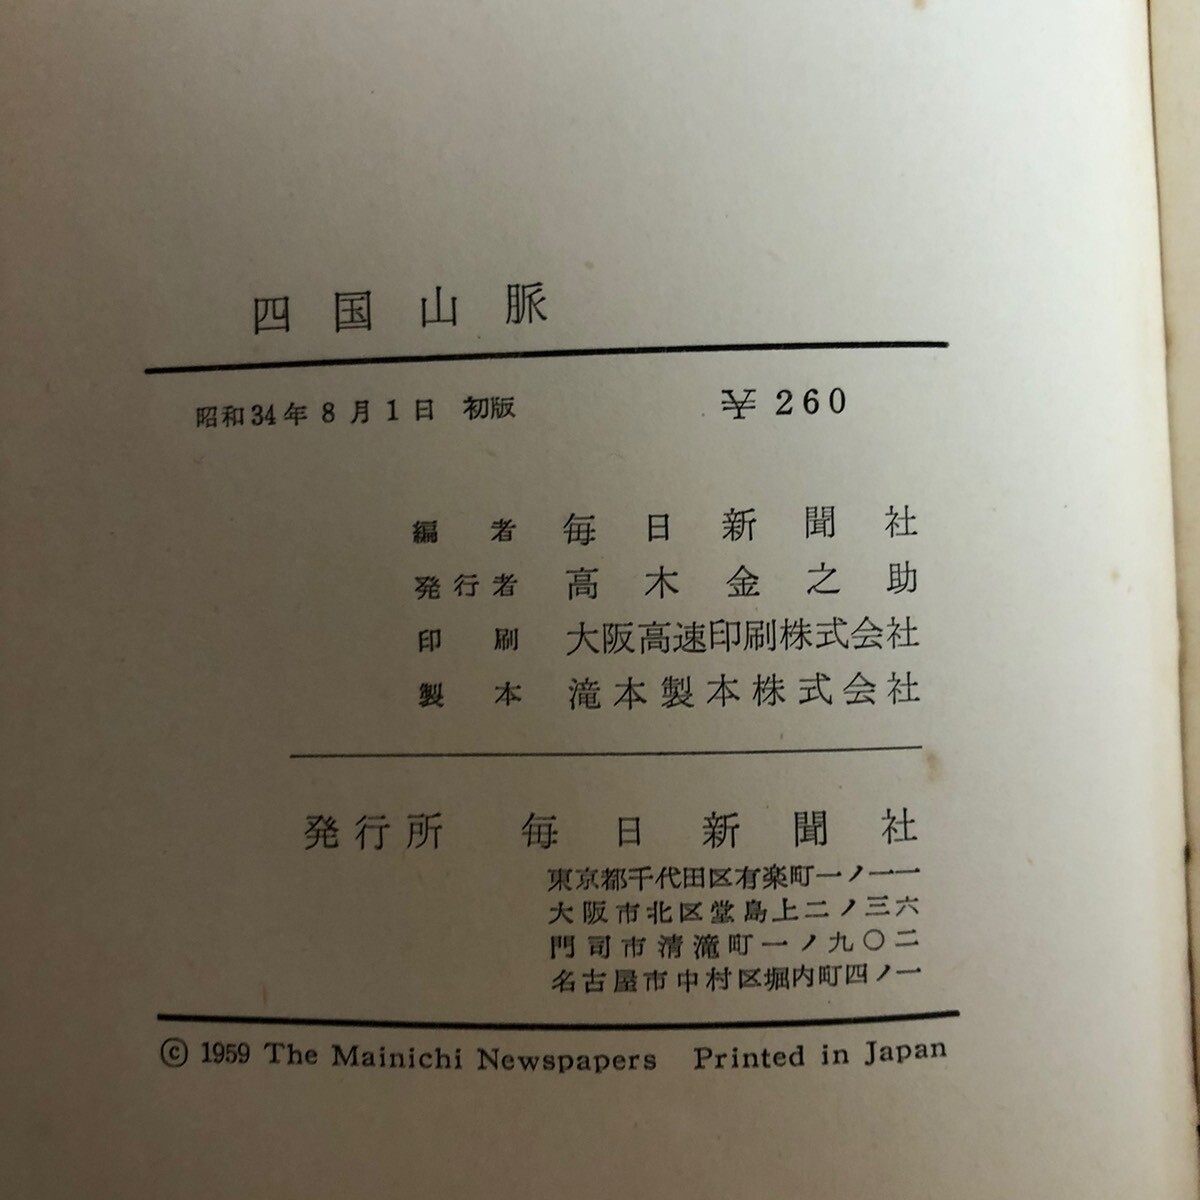 四国山脈
昭和34年8月1日 初版 ¥260
編者 毎日新聞社
発行者 高木金之助
印刷 大阪高速印刷株式会社
製本 滝本製本株式会社
発行所 毎日新聞社
東京都千代田区有楽町一ノ一一
大阪市北区堂島上二ノ三六
門司市清滝町一ノ九〇二
名古屋市中村区堀内町四ノ一
© 1959 The Mainichi Newspapers Printed in Japan